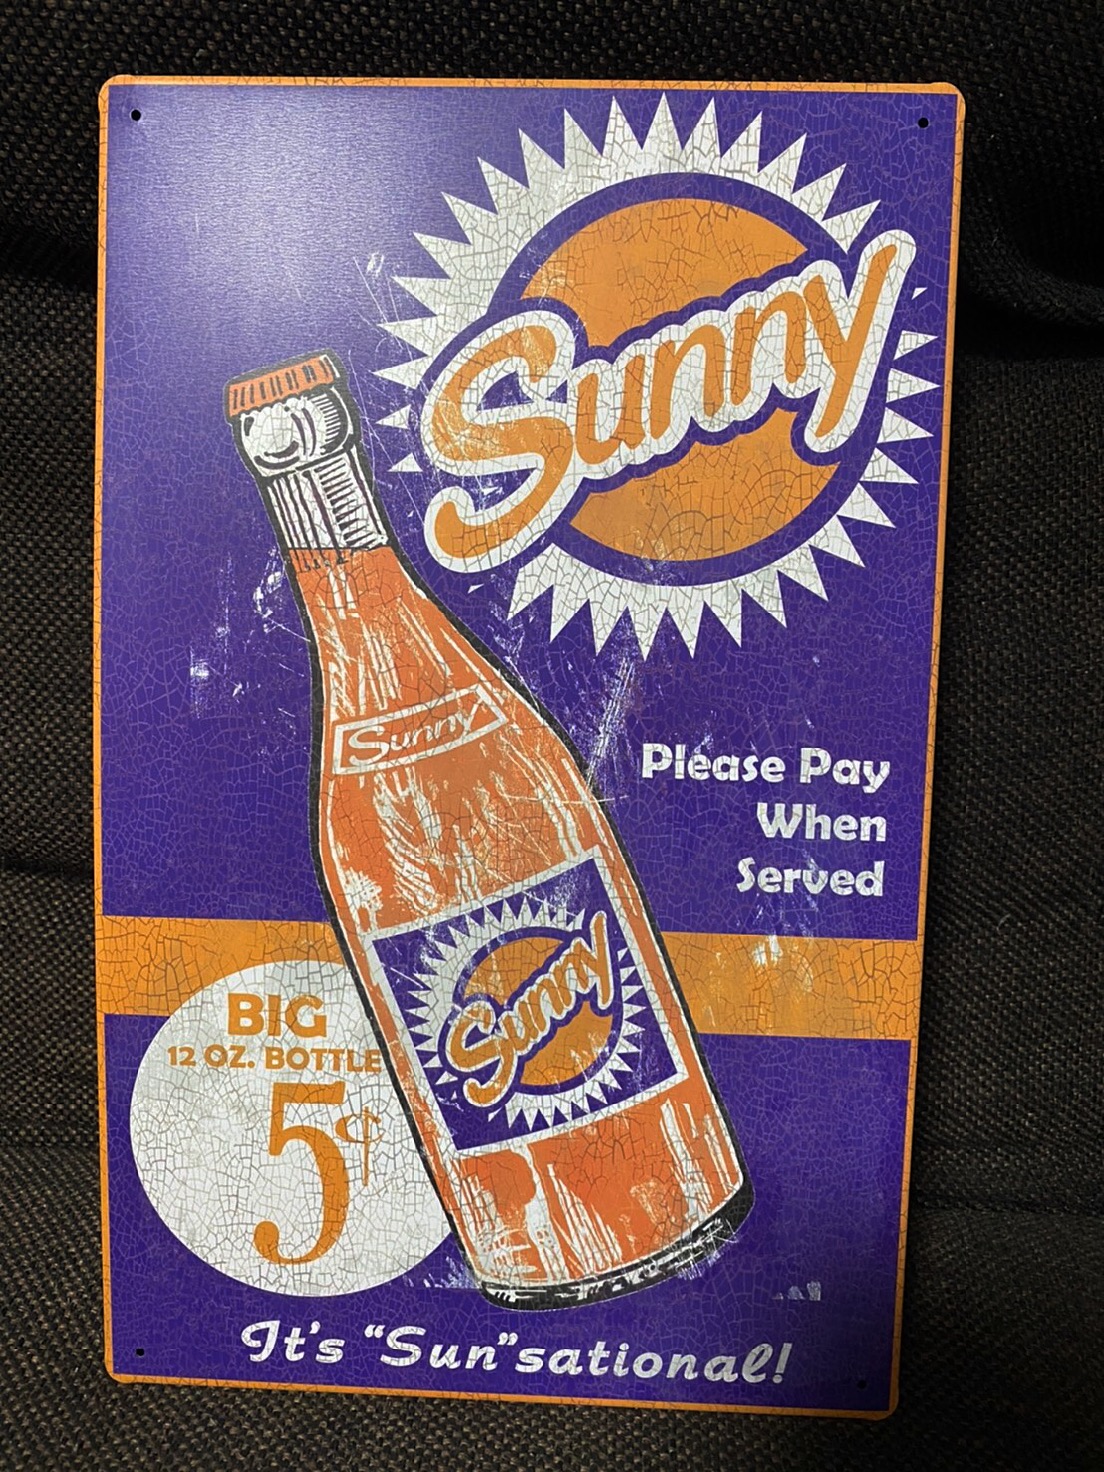 Sunny
Sunny
Please Pay
When
Served
Sunny
BIG
12 OZ. BOTTLE
5¢
It's "Sun"sational!